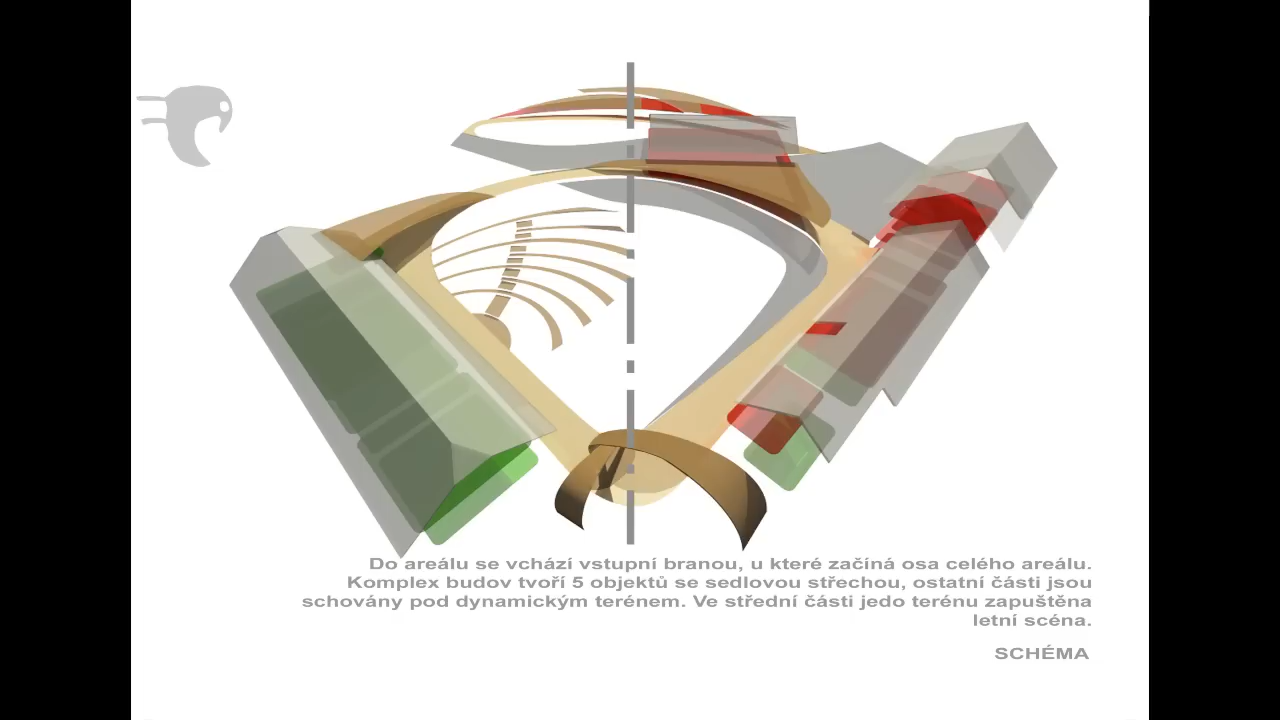 Do areálu se vchází vstupní branou, u které začíná osa celého areálu.
Komplex budov tvoří 5 objektů se sedlovou střechou, ostatní části jsou
schovány pod dynamickým terénem. Ve střední části jedo terénu zapuštěna
letní scéna.
SCHÉMA